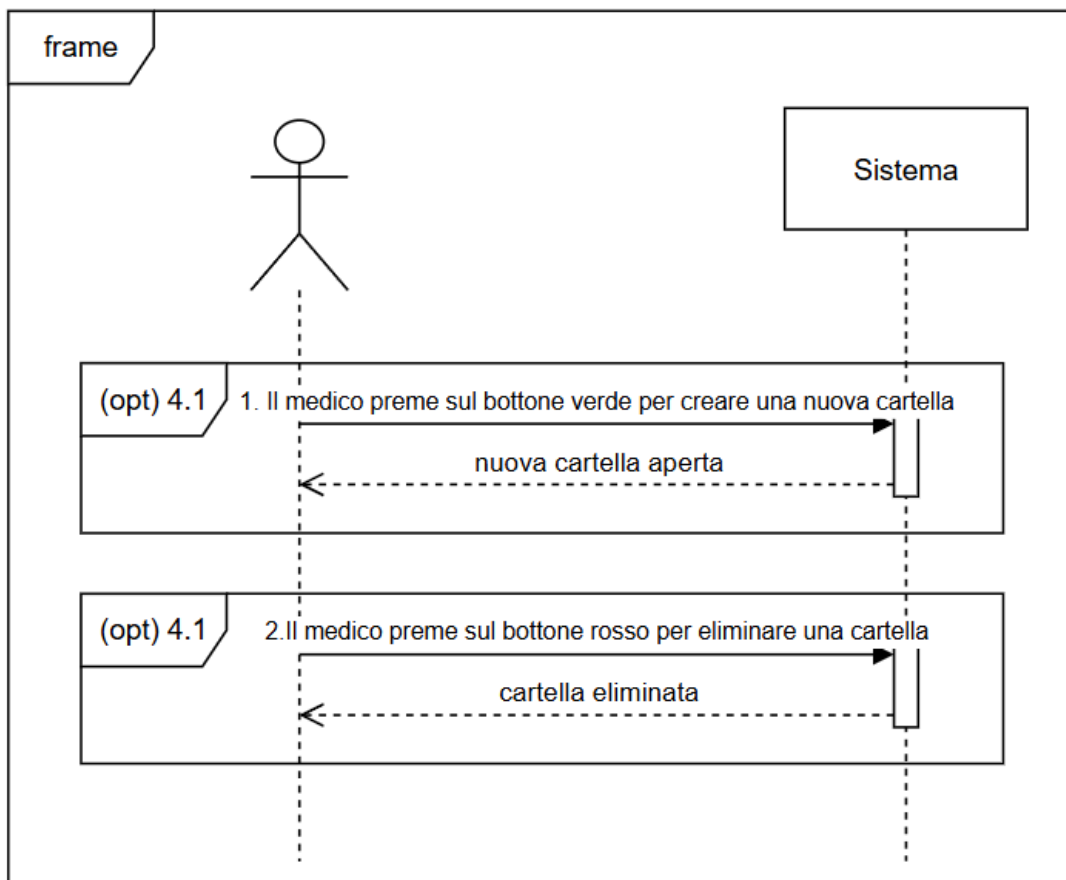 frame
Sistema
(opt) 4.1
1. Il medico preme sul bottone verde per creare una nuova cartella
nuova cartella aperta
(opt) 4.1
2.Il medico preme sul bottone rosso per eliminare una cartella
cartella eliminata